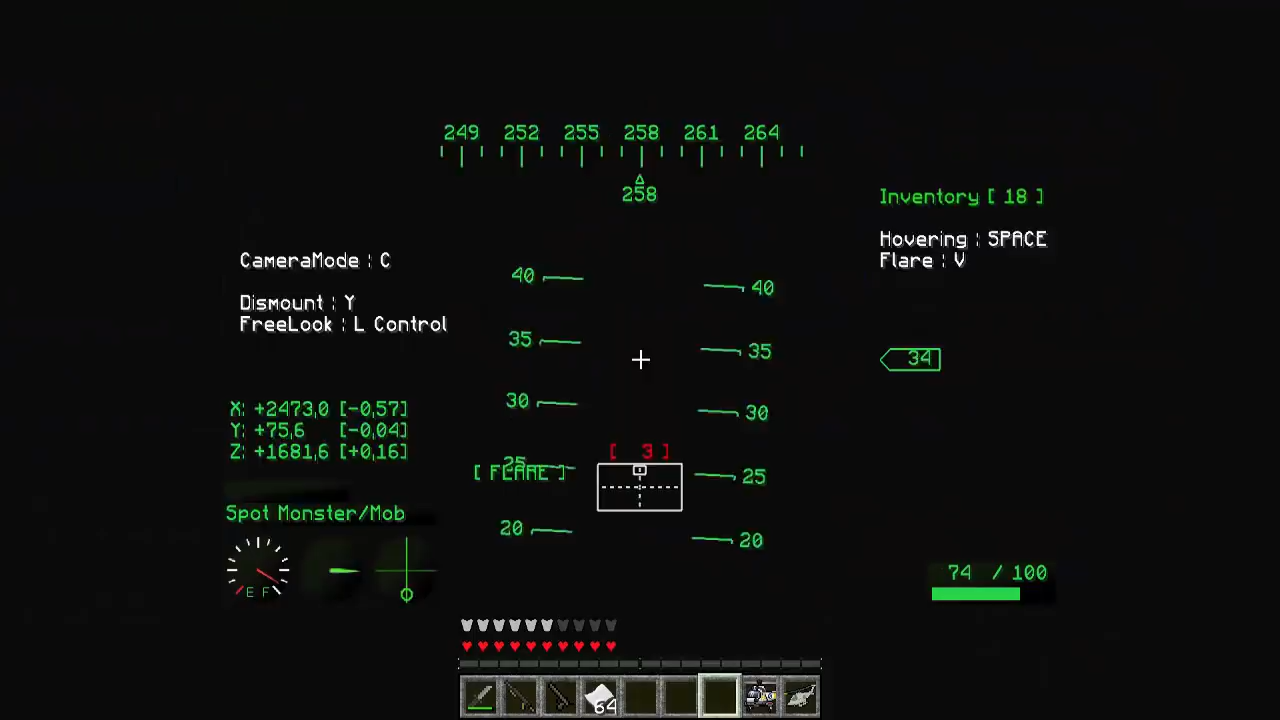 249 252 255 258 261 264
258
Inventory [ 18 ]
Hovering : SPACE
Flare : V
CameraMode : C
Dismount : Y
FreeLook : L Control
40 40
35 35
34
30 30
X: +2473,0 [-0,57]
Y: +75,6 [-0,04]
Z: +1681,6 [+0,16]
[ 3 ]
25 25
[ FLARE ]
Spot Monster/Mob
20 20
E F
74 / 100
64